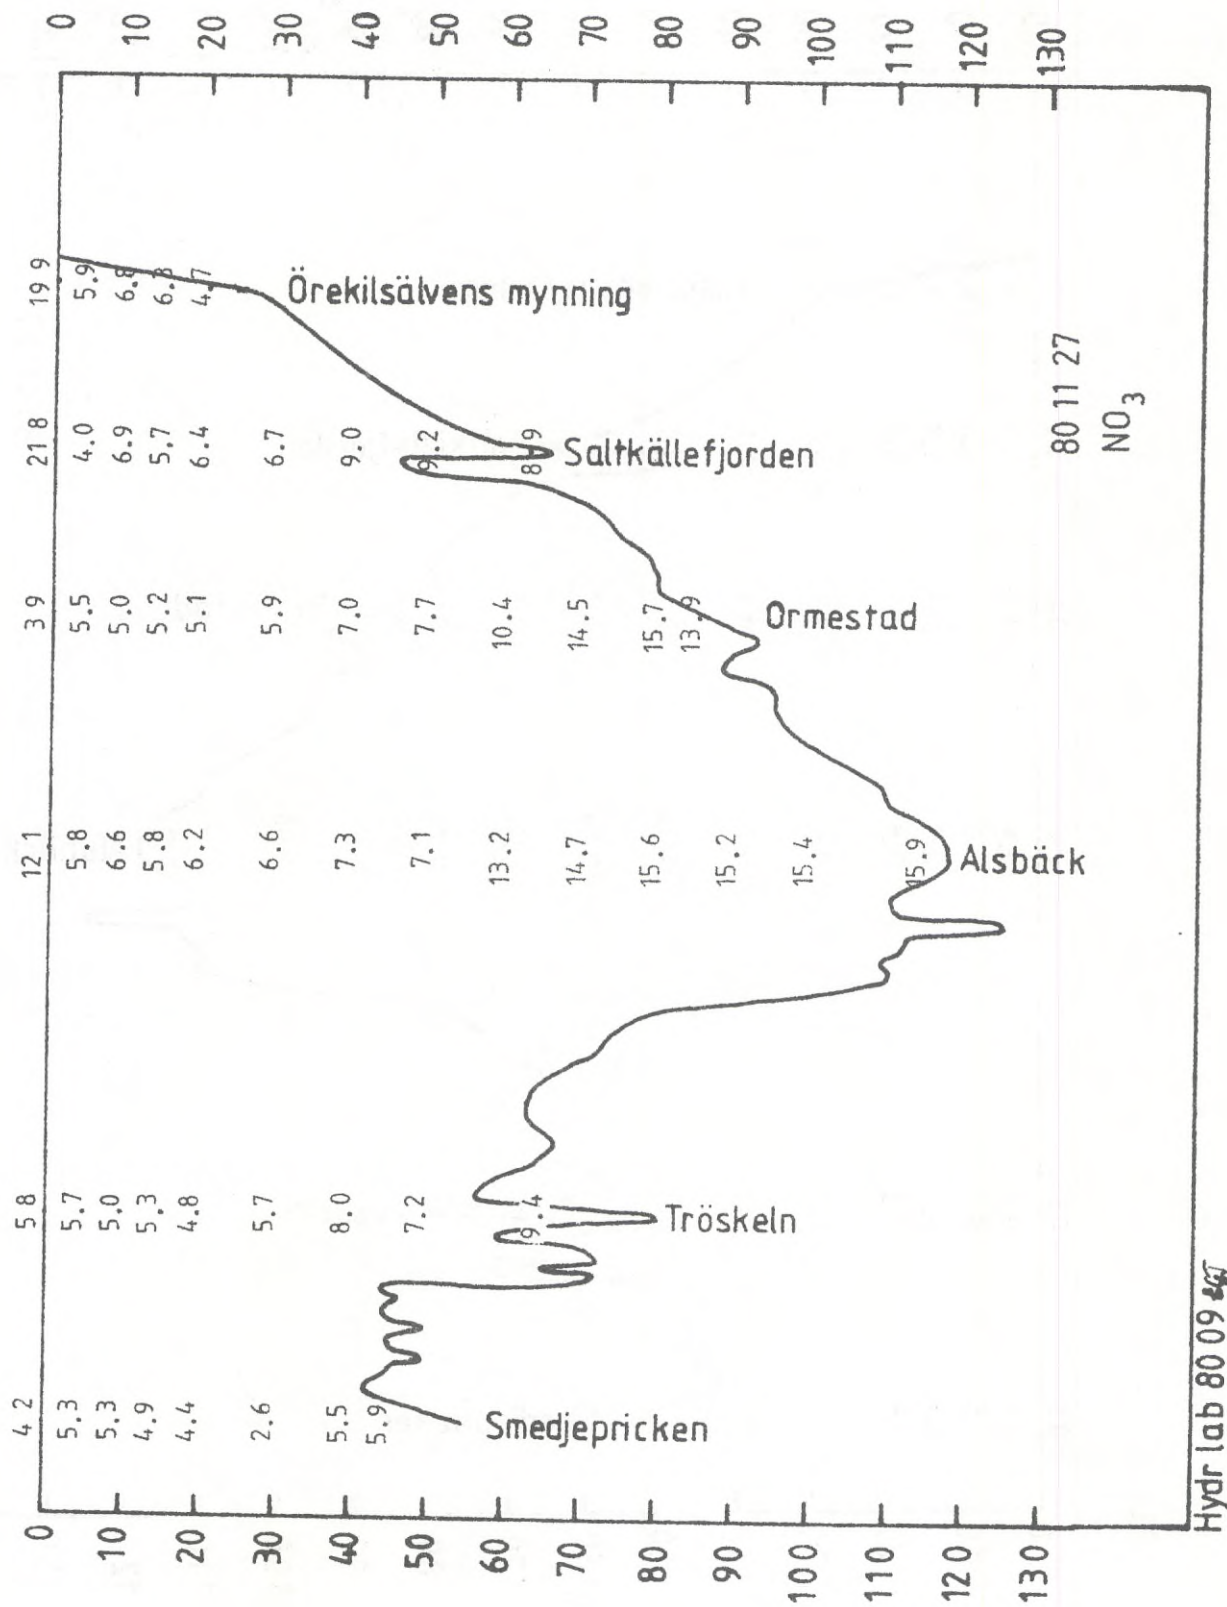 4 2 5 8 12 1 3 9 21 8 19 9
0 0
5.3 5.7 5.8 5.5 4.0 5.9
10 5.3 5.0 6.6 5.0 6.9 6.8 10
4.9 5.3 5.8 5.2 5.7
20 4.4 4.8 6.2 5.1 6.4 4.7 20
30 2.6 5.7 6.6 5.9 6.7 30
Örekilsälvens mynning
40 5.5 8.0 7.3 7.0 9.0 40
5.9
50 7.2 7.1 7.7 9.2 50
60 13.2 10.4 60
9.4 8.9
Smedjepricken
Saltkällefjorden
70 14.7 14.5 70
80 15.6 15.7 80
13.9
Tröskeln
90 15.2 90
Ormestad
100 15.4 100
110 110
15.9
120 120
Alsbäck
130 130
80 11 27
NO3
Hydr lab 80 09